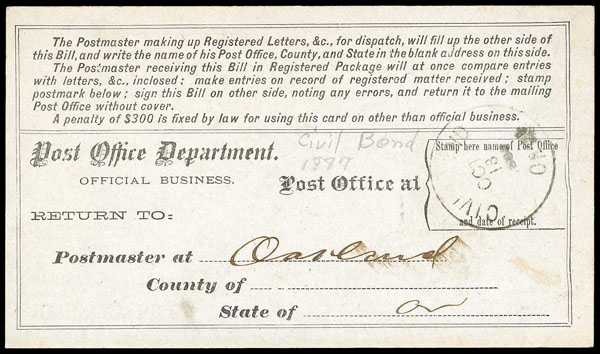 The Postmaster making up Registered Letters, &c., for dispatch, will fill up the other side of
this Bill, and write the name of his Post Office, County, and State in the blank address on this side.
The Postmaster receiving this Bill in Registered Package will at once compare entries
with letters, &c., inclosed: make entries on record of registered matter received; stamp
postmark below; sign this Bill on other side, noting any errors, and return it to the mailing
Post Office without cover.
A penalty of $300 is fixed by law for using this card on other than official business.
Civil Bend
1887
Post Office Department.
OFFICIAL BUSINESS.
Post Office at
Stamp here name of Post Office
CIVI
and date of receipt.
RETURN TO:
Postmaster at Oakland
County of
State of Or